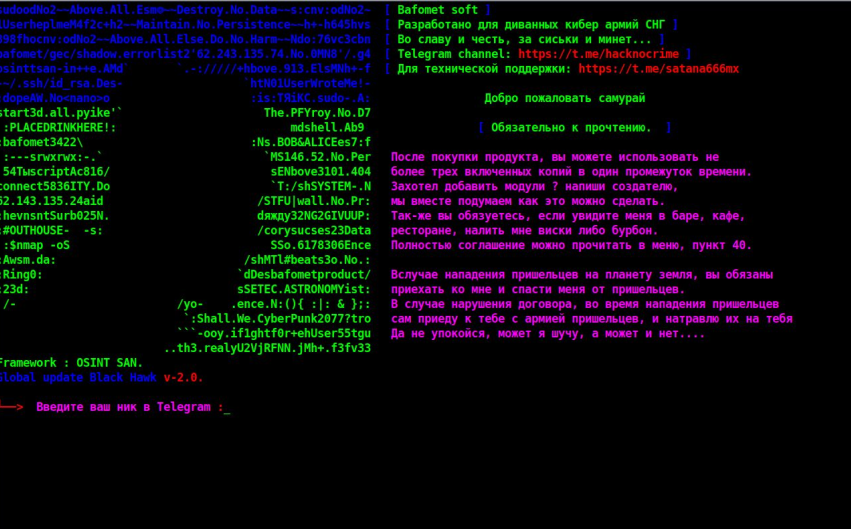 sudoodNo2~~Above.All.Esmo~~Destroy.No.Data~~s:cnv:odNo2~ [ Bafomet soft ]
1UserheplmeM4f2c+h2~~Maintain.No.Persistence~~h+-h645hvs [ Разработано для диванных кибер армий СНГ ]
398fhocnv:odNo2~~Above.All.Else.Do.No.Harm~~Ndo:76vc3cbn [ Во славу и честь, за сиськи и минет... ]
bafomet/gec/shadow.errorlist2'62.243.135.74.No.0MN8'/.g4 [ Telegram channel: https://t.me/hacknocrime ]
osinttsan-in++e.AMd` `.-://///+hbove.913.ElsMNh+-f [ Для технической поддержки: https://t.me/satana666mx
-~/.ssh/id_rsa.Des- `htN01UserWroteMe!-
:dopeAW.No<nano>o :is:TЯiKC.sudo-.A: Добро пожаловать самурай
start3d.all.pyike'` The.PFYroy.No.D7
:PLACEDRINKHERE!: mdshell.Ab9 [ Обязательно к прочтению. ]
:bafomet3422\ :Ns.BOB&ALICEes7:f
:---srwxrwx:-.` `MS146.52.No.Per После покупки продукта, вы можете использовать не
54TwscriptAc816/ sENbove3101.404 более трех включенных копий в один промежуток времени.
connect5836ITY.Do `T:/shSYSTEM-.N Захотел добавить модули ? напиши создателю,
62.143.135.24aid /STFU|wall.No.Pr: мы вместе подумаем как это можно сделать.
:hevnsntSurb025N. dяжду32NG2GIVUUP: Так-же вы обязуетесь, если увидите меня в баре, кафе,
:#OUTHOUSE- -s: /corysucses23Data ресторане, налить мне виски либо бурбон.
:$nmap -oS SSo.6178306Ence Полностью соглашение можно прочитать в меню, пункт 40.
:Awsm.da: /shMTl#beats3o.No.:
:Ring0: `dDesbafometproduct/ Вслучае нападения пришельцев на планету земля, вы обязаны
:23d: sSETEC.ASTRONOMYist: приехать ко мне и спасти меня от пришельцев.
/- /yo- .ence.N:(){ :|: & };: В случае нарушения договора, во время нападения пришельцев
`:Shall.We.CyberPunk2077?tro сам приеду к тебе с армией пришельцев, и натравлю их на тебя
```-ooy.if1ghtf0r+ehUser55tgu Да не упокойся, может я шучу, а может и нет....
..th3.realyU2VjRFNN.jMh+.f3fv33
Framework : OSINT SAN.
Global update Black Hawk v-2.0.
└──> Введите ваш ник в Telegram :_